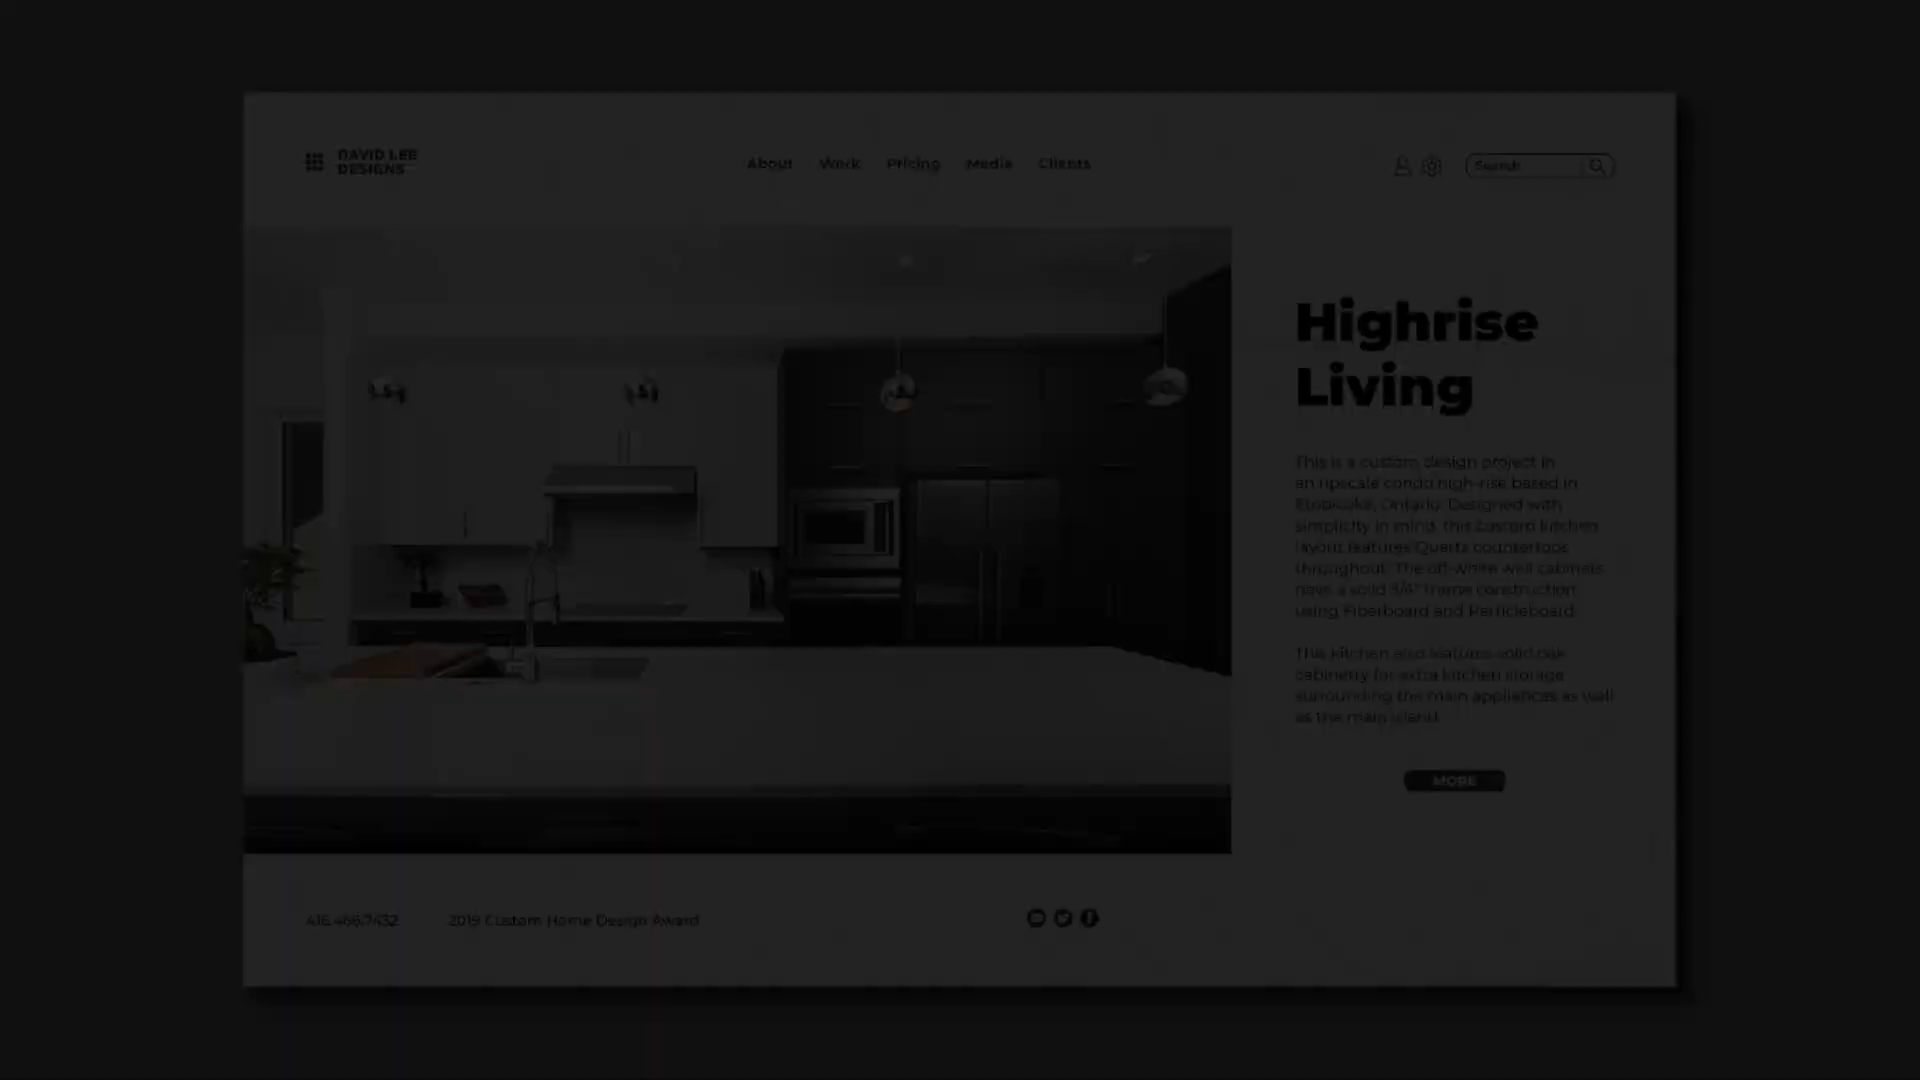 DAVID LEE
DESIGNS
About Work Pricing Media Clients
Search
Highrise
Living
This is a custom design project in
an upscale condo high-rise based in
Etobicoke, Ontario. Designed with
simplicity in mind, this custom kitchen
layout features Quartz countertops
throughout. The off-white wall cabinets
have a solid 3/4" frame construction
using Fiberboard and Particleboard.
This kitchen also features solid oak
cabinetry for extra kitchen storage
surrounding the main appliances as well
as the main island.
MORE
416.466.7432 2019 Custom Home Design Award